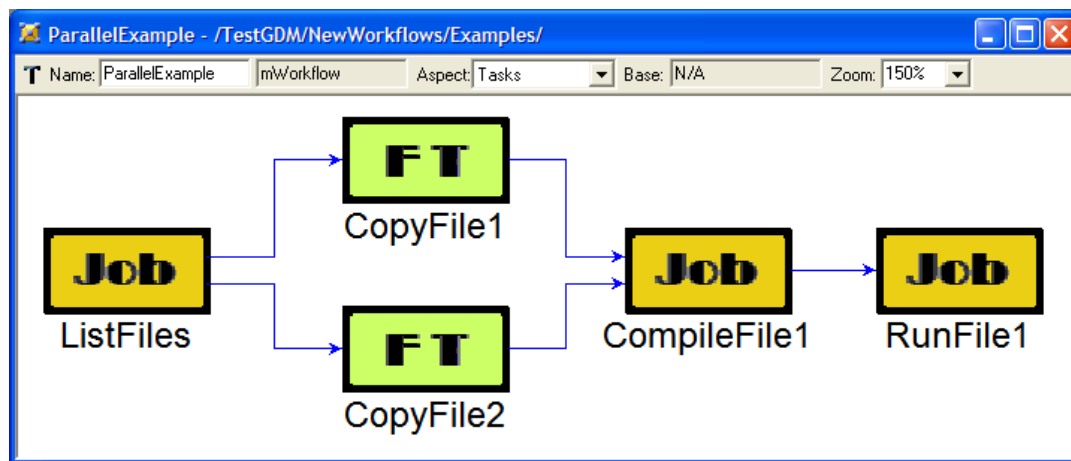 ParallelExample - /TestGDM/NewWorkflows/Examples/
T Name: ParallelExample mWorkflow Aspect: Tasks Base: N/A Zoom: 150%
FT
CopyFile1
Job
ListFiles
FT
CopyFile2
Job
CompileFile1
Job
RunFile1